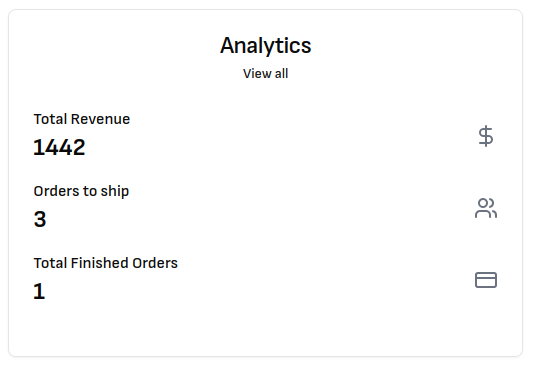 Analytics
View all
Total Revenue
1442
Orders to ship
3
Total Finished Orders
1